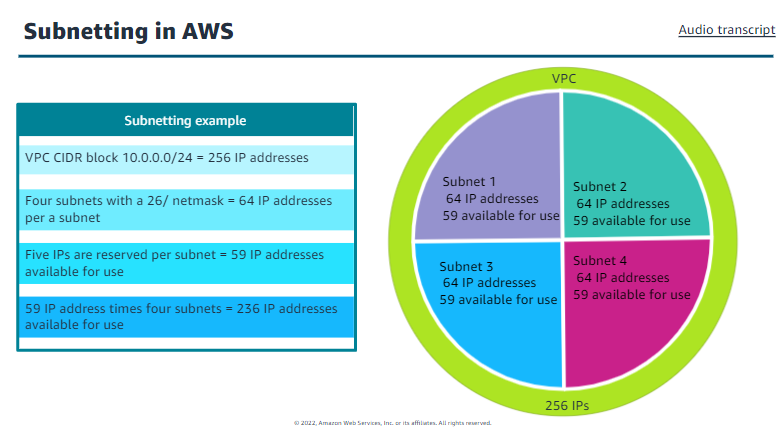 Subnetting in AWS
Audio transcript
Subnetting example
VPC CIDR block 10.0.0.0/24 = 256 IP addresses
Four subnets with a 26/ netmask = 64 IP addresses
per a subnet
Five IPs are reserved per subnet = 59 IP addresses
available for use
59 IP address times four subnets = 236 IP addresses
available for use
VPC
Subnet 1
64 IP addresses
59 available for use
Subnet 2
64 IP addresses
59 available for use
Subnet 3
64 IP addresses
59 available for use
Subnet 4
64 IP addresses
59 available for use
256 IPs
© 2022, Amazon Web Services, Inc. or its affiliates. All rights reserved.